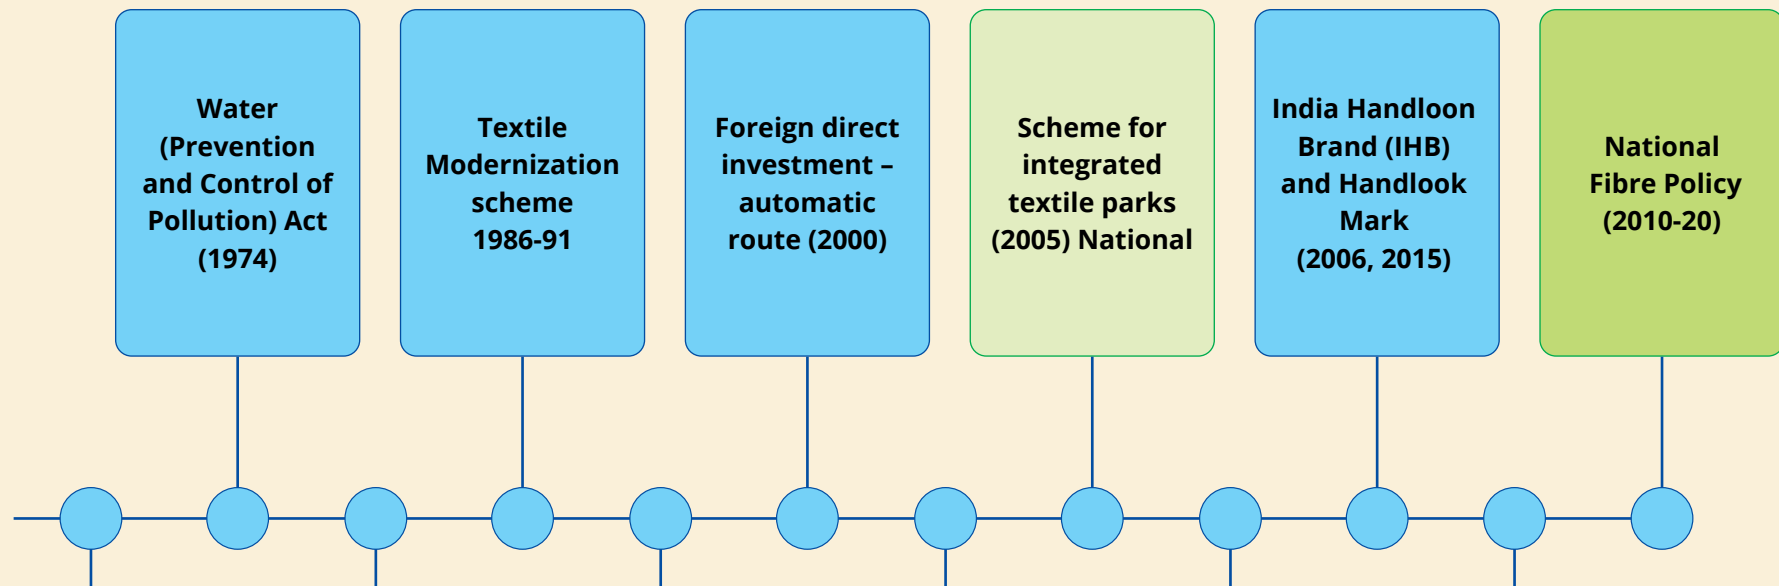 Water
(Prevention
and Control of
Pollution) Act
(1974)
Textile
Modernization
scheme
1986-91
Foreign direct
investment –
automatic
route (2000)
Scheme for
integrated
textile parks
(2005) National
India Handloon
Brand (IHB)
and Handlook
Mark
(2006, 2015)
National
Fibre Policy
(2010-20)